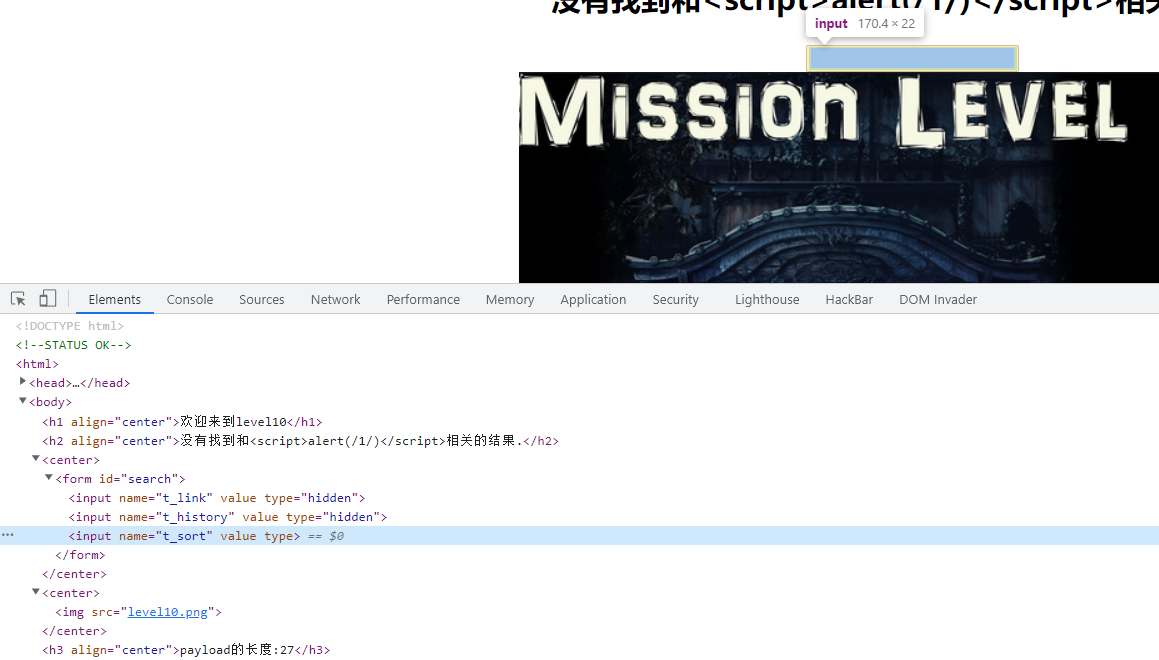 没有找到和<script>alert(/1/)</script>相
input 170.4 × 22
Mission Level
Elements Console Sources Network Performance Memory Application Security Lighthouse HackBar DOM Invader
<!DOCTYPE html>
<!--STATUS OK-->
<html>
<head>…</head>
<body>
<h1 align="center">欢迎来到level10</h1>
<h2 align="center">没有找到和<script>alert(/1/)</script>相关的结果.</h2>
<center>
<form id="search">
<input name="t_link" value type="hidden">
<input name="t_history" value type="hidden">
<input name="t_sort" value type> == $0
</form>
</center>
<center>
<img src="level10.png">
</center>
<h3 align="center">payload的长度:27</h3>